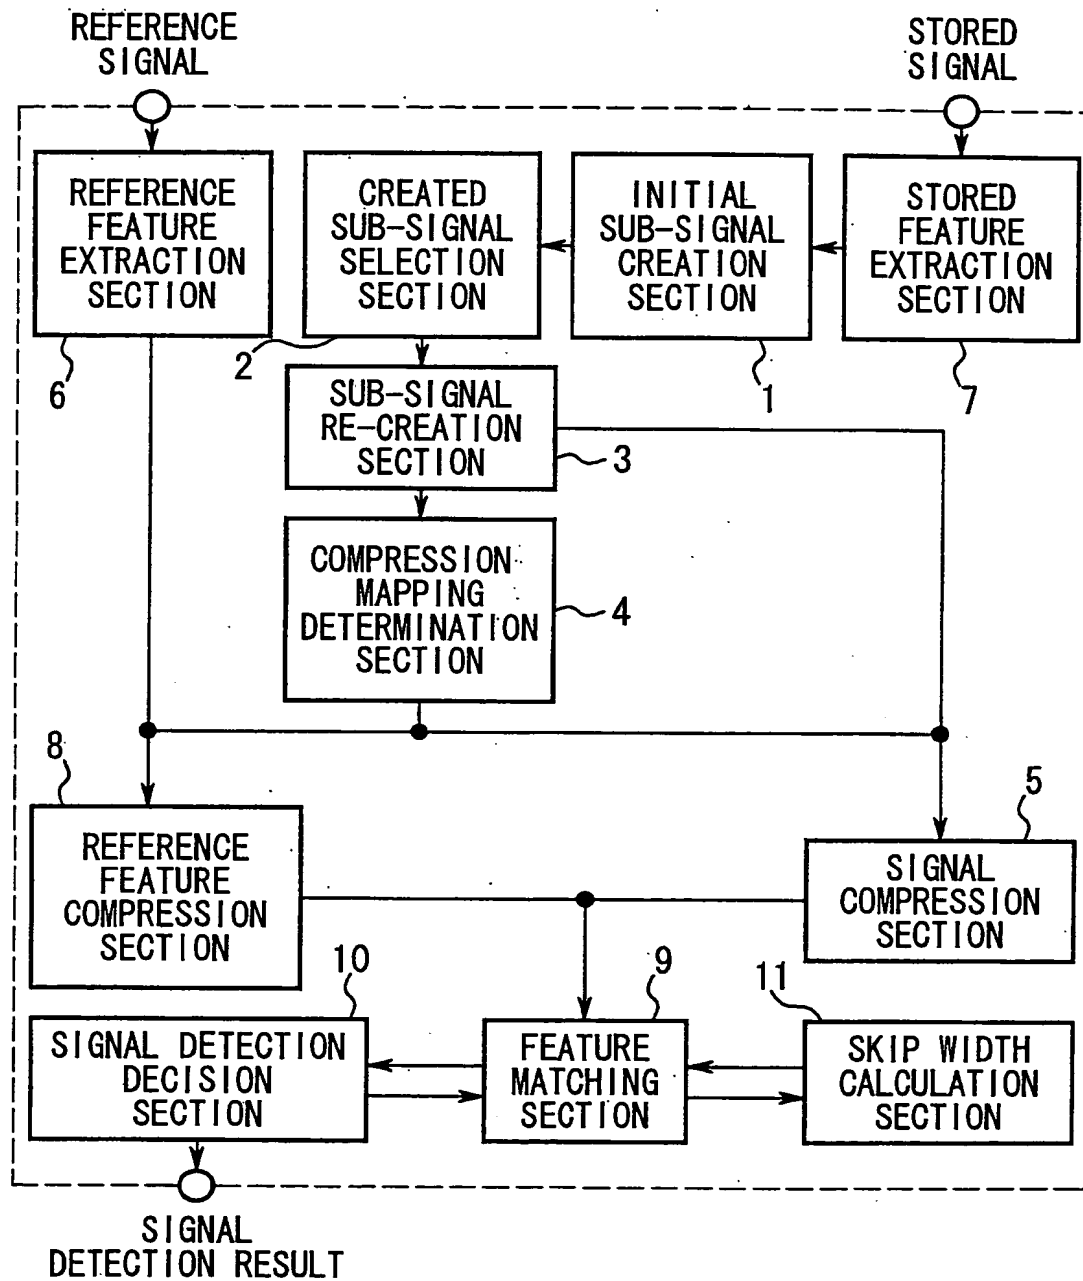 REFERENCE
SIGNAL
STORED
SIGNAL
REFERENCE
FEATURE
EXTRACTION
SECTION
CREATED
SUB-SIGNAL
SELECTION
SECTION
INITIAL
SUB-SIGNAL
CREATION
SECTION
STORED
FEATURE
EXTRACTION
SECTION
6
2
1
7
SUB-SIGNAL
RE-CREATION
SECTION
3
COMPRESSION
MAPPING
DETERMINATION
SECTION
4
8
REFERENCE
FEATURE
COMPRESSION
SECTION
5
SIGNAL
COMPRESSION
SECTION
10
SIGNAL DETECTION
DECISION
SECTION
9
FEATURE
MATCHING
SECTION
11
SKIP WIDTH
CALCULATION
SECTION
SIGNAL
DETECTION RESULT